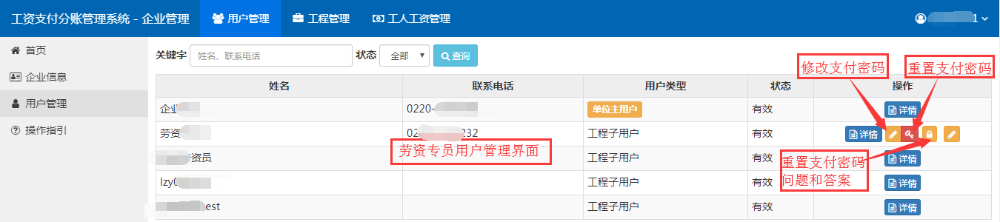 工资支付分账管理系统 - 企业管理 用户管理 工程管理 工人工资管理 1
首页
企业信息
用户管理
操作指引
关键字 姓名、联系电话 状态 全部 查询
修改支付密码 重置支付密码
姓名 联系电话 用户类型 状态 操作
企业 0220- 单位主用户 有效 详情
劳资 02 232 工程子用户 有效 详情
劳资专员用户管理界面
资员 工程子用户 有效 详情
重置支付密码
问题和答案
lzy0 工程子用户 有效 详情
est 工程子用户 有效 详情